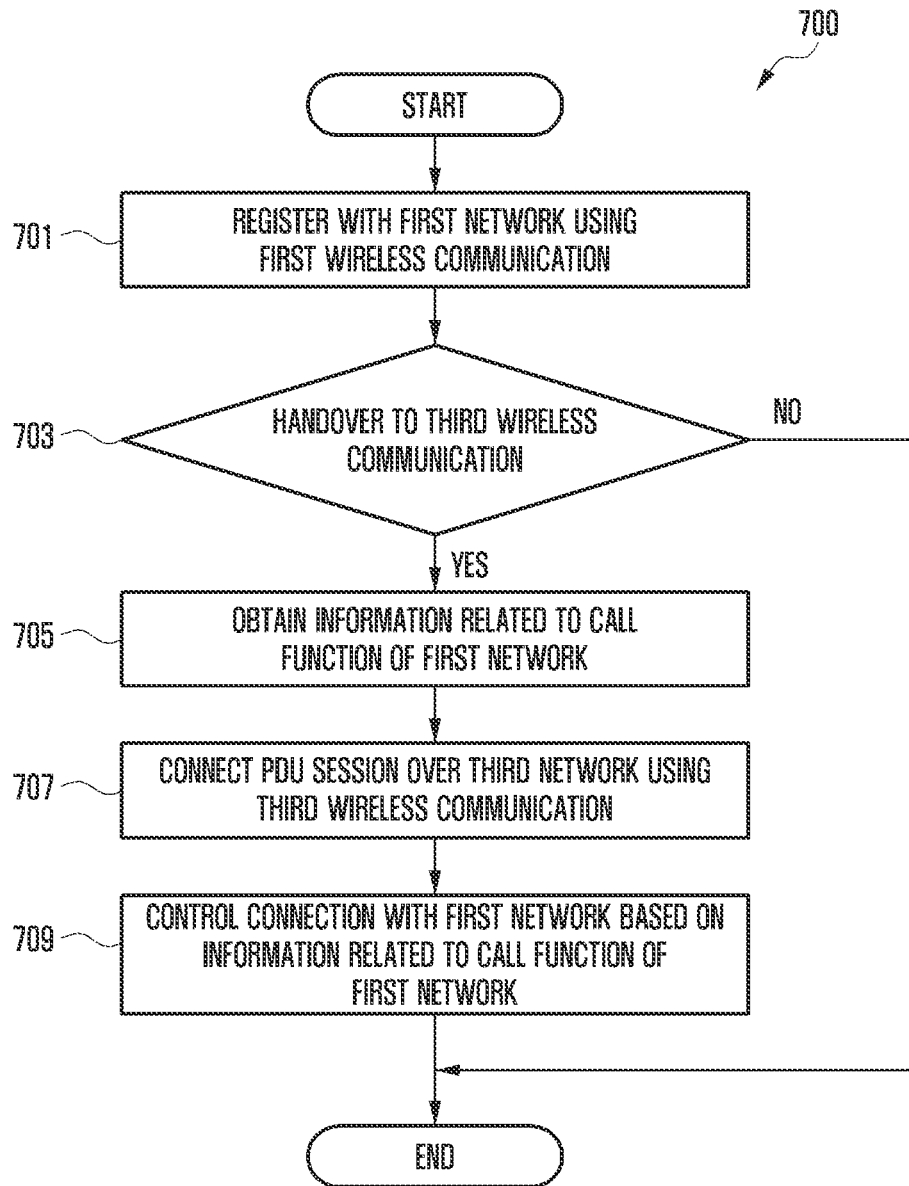 700
START
701
REGISTER WITH FIRST NETWORK USING
FIRST WIRELESS COMMUNICATION
703
HANDOVER TO THIRD WIRELESS
COMMUNICATION
NO
YES
705
OBTAIN INFORMATION RELATED TO CALL
FUNCTION OF FIRST NETWORK
707
CONNECT PDU SESSION OVER THIRD NETWORK USING
THIRD WIRELESS COMMUNICATION
709
CONTROL CONNECTION WITH FIRST NETWORK BASED ON
INFORMATION RELATED TO CALL FUNCTION OF
FIRST NETWORK
END